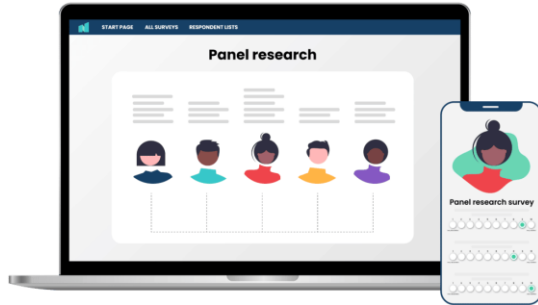 START PAGE ALL SURVEYS RESPONDENT LISTS
Panel research
Panel research survey